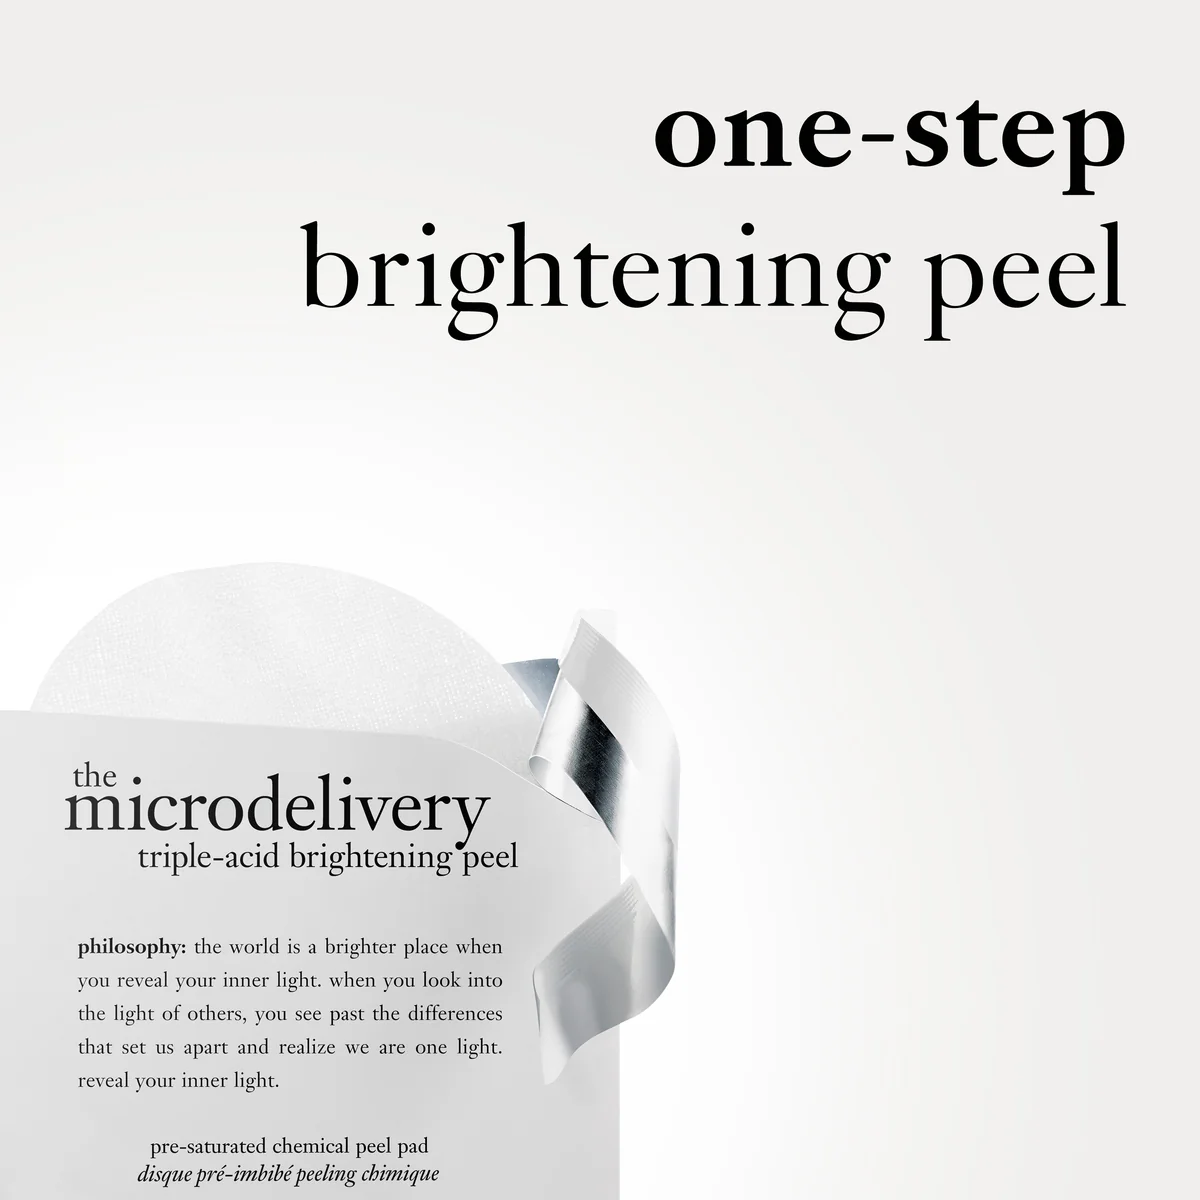 one-step
brightening peel
the
microdelivery
triple-acid brightening peel
philosophy: the world is a brighter place when
you reveal your inner light. when you look into
the light of others, you see past the differences
that set us apart and realize we are one light.
reveal your inner light.
pre-saturated chemical peel pad
disque pré-imbibé peeling chimique